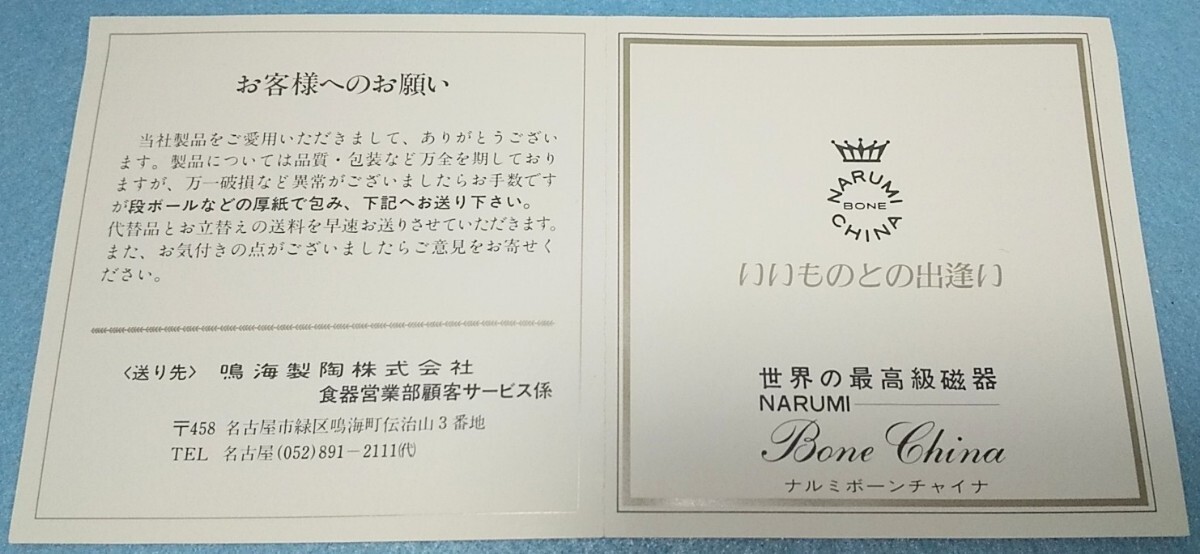 お客様へのお願い
当社製品をご愛用いただきまして、ありがとうござい
ます。製品については品質・包装など万全を期しており
ますが、万一破損など異常がございましたらお手数です
が段ボールなどの厚紙で包み、下記へお送り下さい。
代替品とお立替えの送料を早速お送りさせていただきます。
また、お気付きの点がございましたらご意見をお寄せく
ださい。
〈送り先〉 鳴海製陶株式会社
食器営業部顧客サービス係
〒458 名古屋市緑区鳴海町伝治山3番地
TEL 名古屋(052)891-2111㈹
NARUMI
BONE
CHINA
いいものとの出逢い
世界の最高級磁器
NARUMI
Bone China
ナルミボーンチャイナ